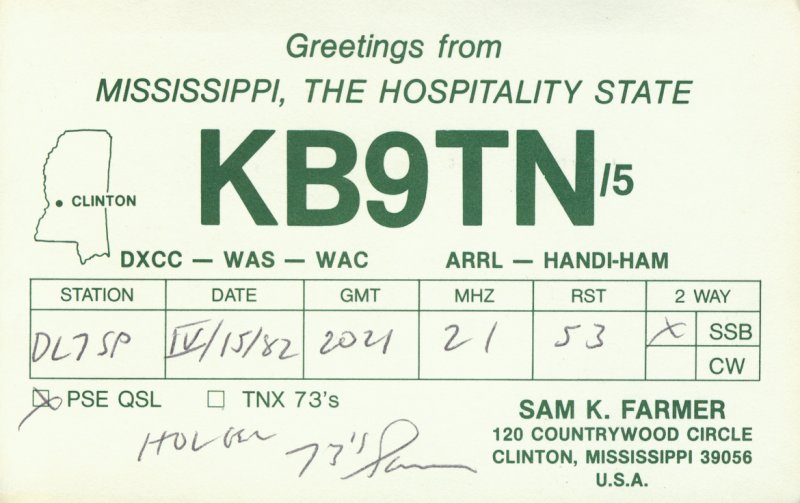 Greetings from
MISSISSIPPI, THE HOSPITALITY STATE
KB9TN/5
CLINTON
DXCC — WAS — WAC ARRL — HANDI-HAM
STATION DATE GMT MHZ RST 2 WAY
DL7SP IV/15/82 2021 21 53 X SSB
CW
X PSE QSL TNX 73's
SAM K. FARMER
120 COUNTRYWOOD CIRCLE
CLINTON, MISSISSIPPI 39056
U.S.A.
HOLGER 73's Sam